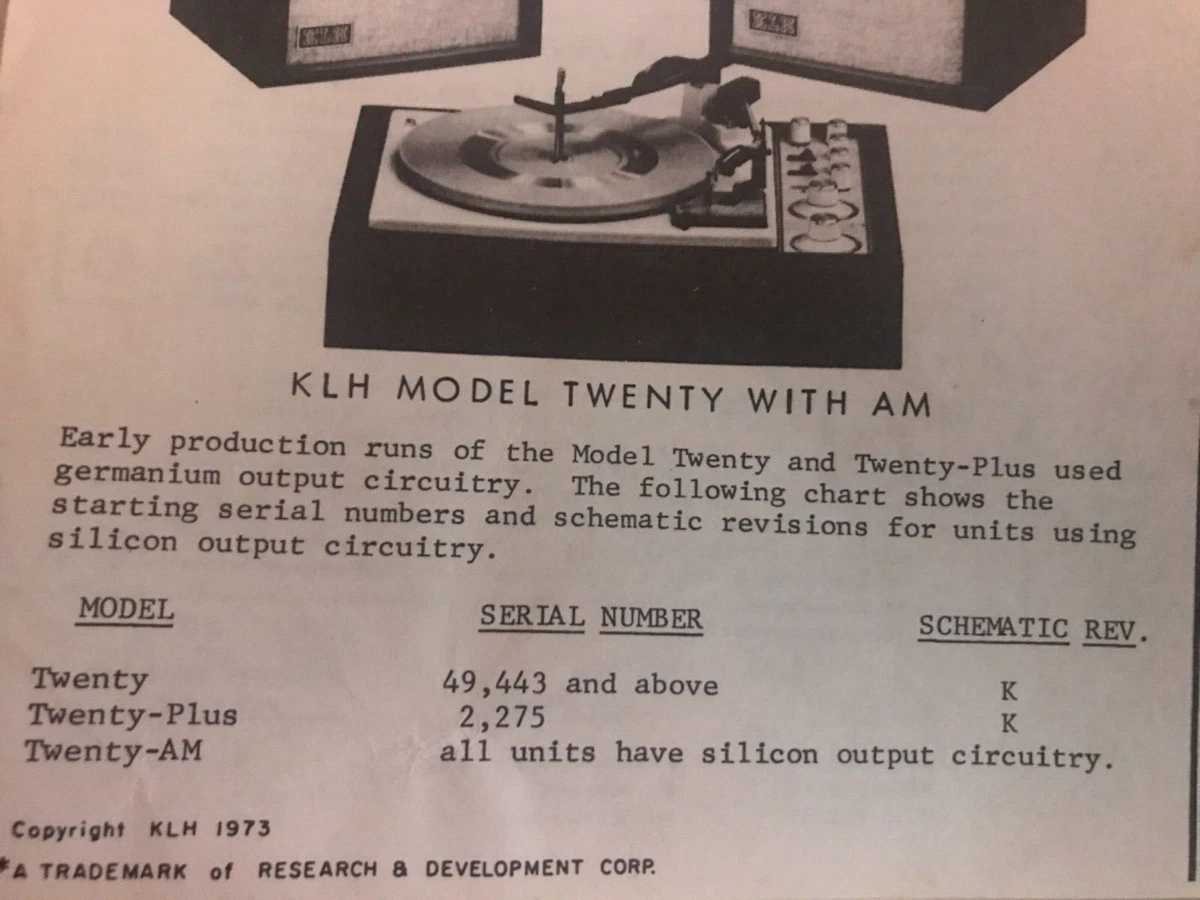 KLH KLH
KLH MODEL TWENTY WITH AM
Early production runs of the Model Twenty and Twenty-Plus used
germanium output circuitry. The following chart shows the
starting serial numbers and schematic revisions for units using
silicon output circuitry.
MODEL SERIAL NUMBER SCHEMATIC REV.
Twenty 49,443 and above K
Twenty-Plus 2,275 K
Twenty-AM all units have silicon output circuitry.
Copyright KLH 1973
*A TRADEMARK of RESEARCH & DEVELOPMENT CORP.